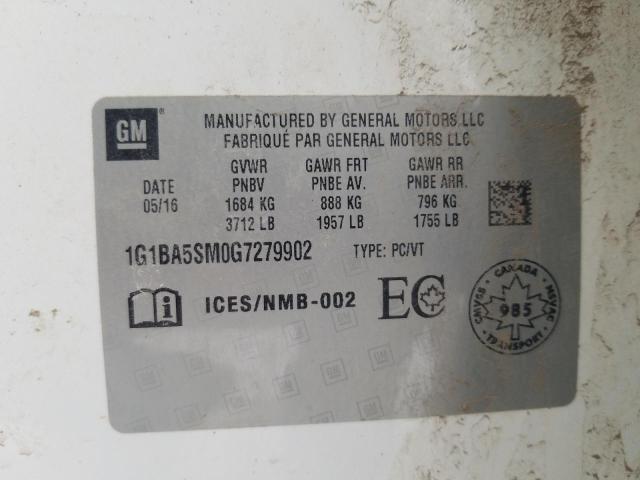 GM
MANUFACTURED BY GENERAL MOTORS LLC
FABRIQUÉ PAR GENERAL MOTORS LLC
GVWR GAWR FRT GAWR RR
DATE PNBV PNBE AV. PNBE ARR.
05/16 1684 KG 888 KG 796 KG
3712 LB 1957 LB 1755 LB
1G1BA5SM0G7279902 TYPE: PC/VT
i ICES/NMB-002 EC
CMVSS · CANADA · NSVAC
985
· TRANSPORT ·